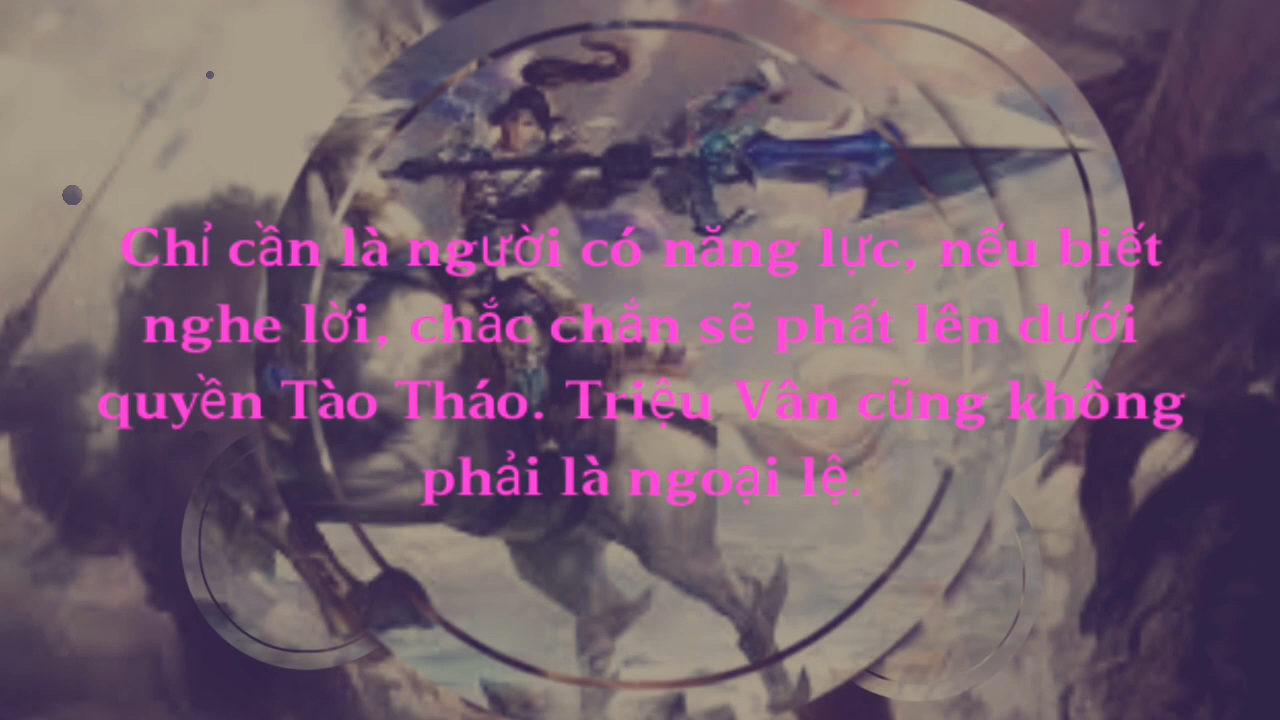 Chỉ cần là người có năng lực, nếu biết
nghe lời, chắc chắn sẽ phất lên dưới
quyền Tào Tháo. Triệu Vân cũng không
phải là ngoại lệ.